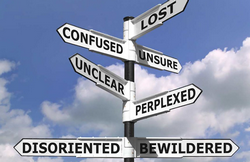 LOST
CONFUSED
UNSURE
UNCLEAR
PERPLEXED
DISORIENTED
BEWILDERED